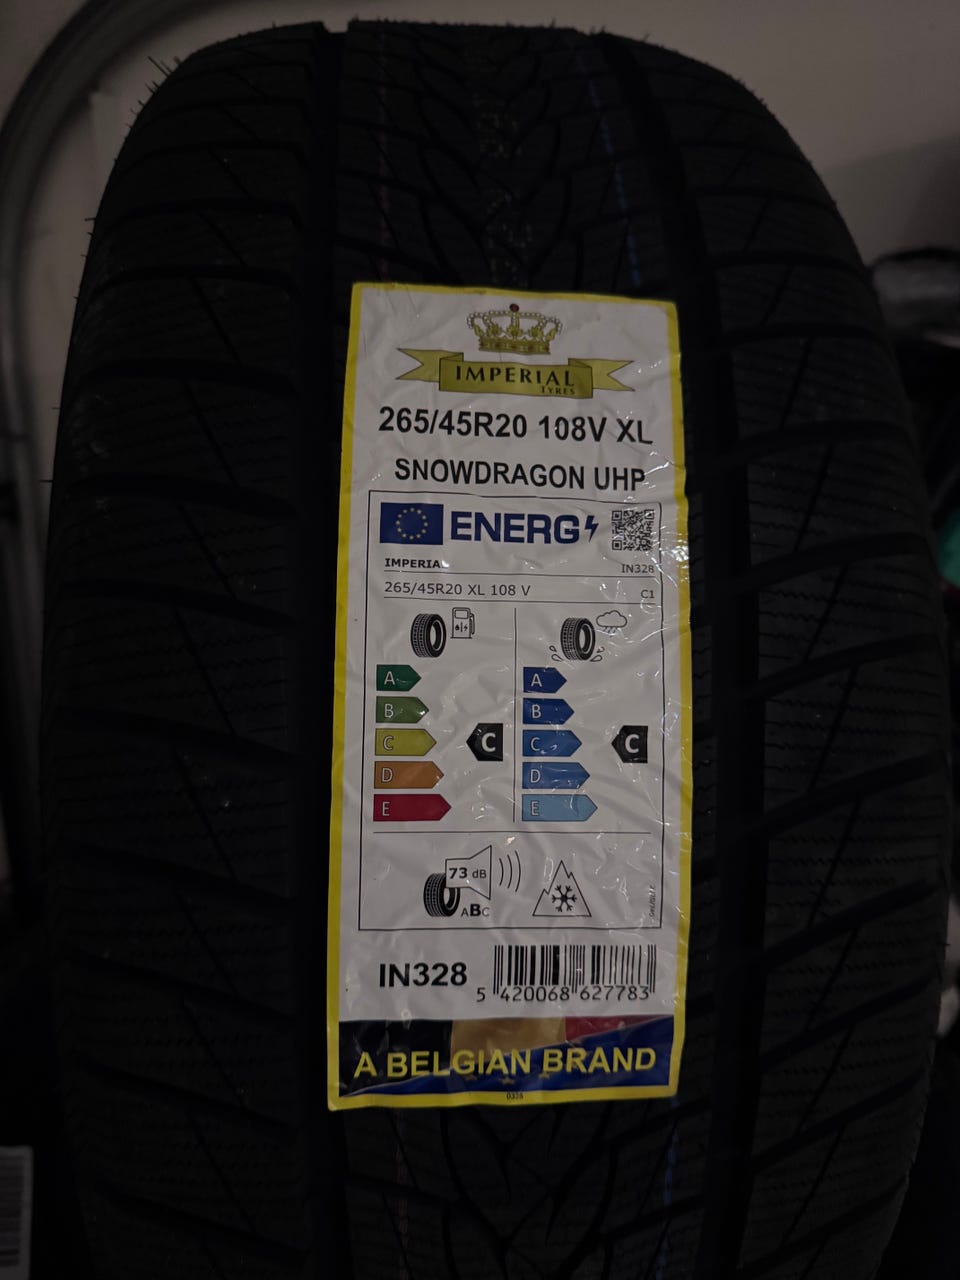 IMPERIAL
TYRES
265/45R20 108V XL
SNOWDRAGON UHP
ENERG
IMPERIAL
IN328
265/45R20 XL 108 V
C1
A
A
B
B
C
C
C
C
D
D
E
E
73 dB
ABC
IN328
5 420068 627783
A BELGIAN BRAND